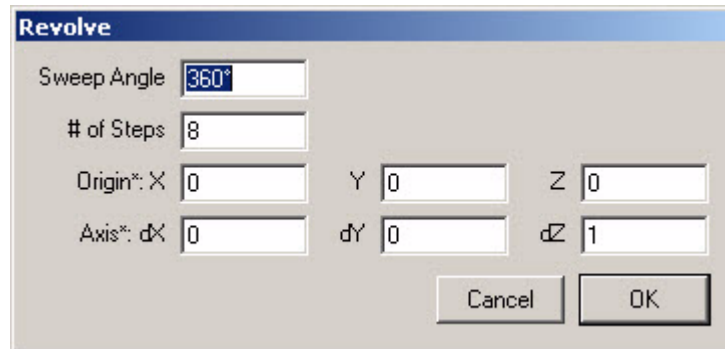 Revolve
Sweep Angle 360°
# of Steps 8
Origin*: X 0 Y 0 Z 0
Axis*: dX 0 dY 0 dZ 1
Cancel OK